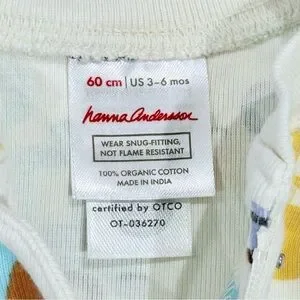 60 cm | US 3-6 mos
hanna andersson
WEAR SNUG-FITTING,
NOT FLAME RESISTANT
100% ORGANIC COTTON
MADE IN INDIA
certified by OTCO
OT-036270